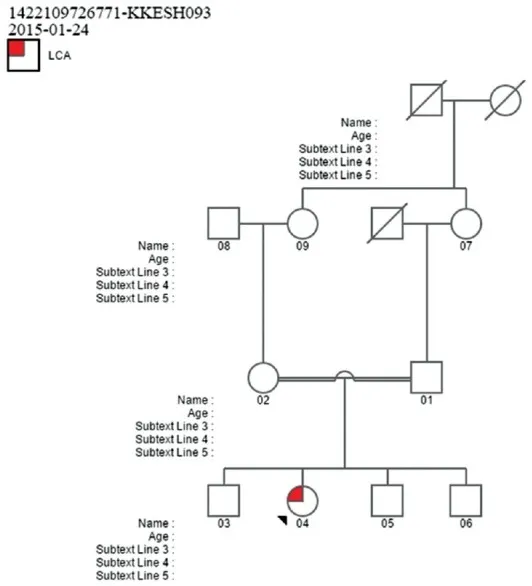 1422109726771-KKESH093
2015-01-24
LCA
Name :
Age :
Subtext Line 3 :
Subtext Line 4 :
Subtext Line 5 :
08
09
07
Name :
Age :
Subtext Line 3 :
Subtext Line 4 :
Subtext Line 5 :
02
01
Name :
Age :
Subtext Line 3 :
Subtext Line 4 :
Subtext Line 5 :
03
04
05
06
Name :
Age :
Subtext Line 3 :
Subtext Line 4 :
Subtext Line 5 :